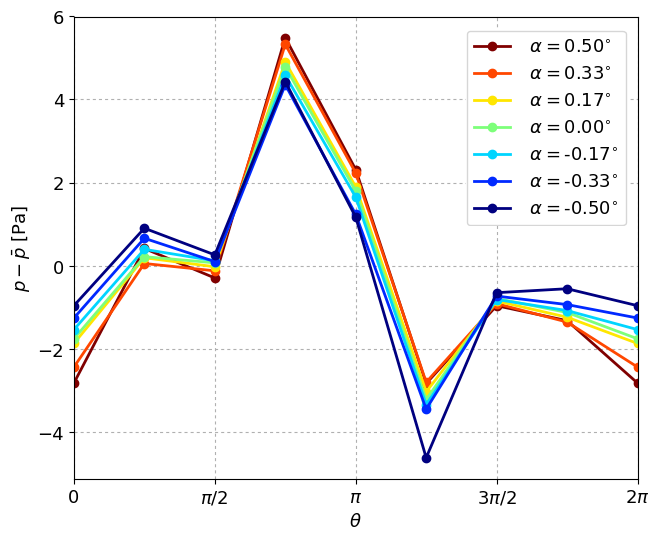 6
4
2
0
−2
−4
p − p̄ [Pa]
0
π/2
π
3π/2
2π
θ
α = 0.50°
α = 0.33°
α = 0.17°
α = 0.00°
α = -0.17°
α = -0.33°
α = -0.50°